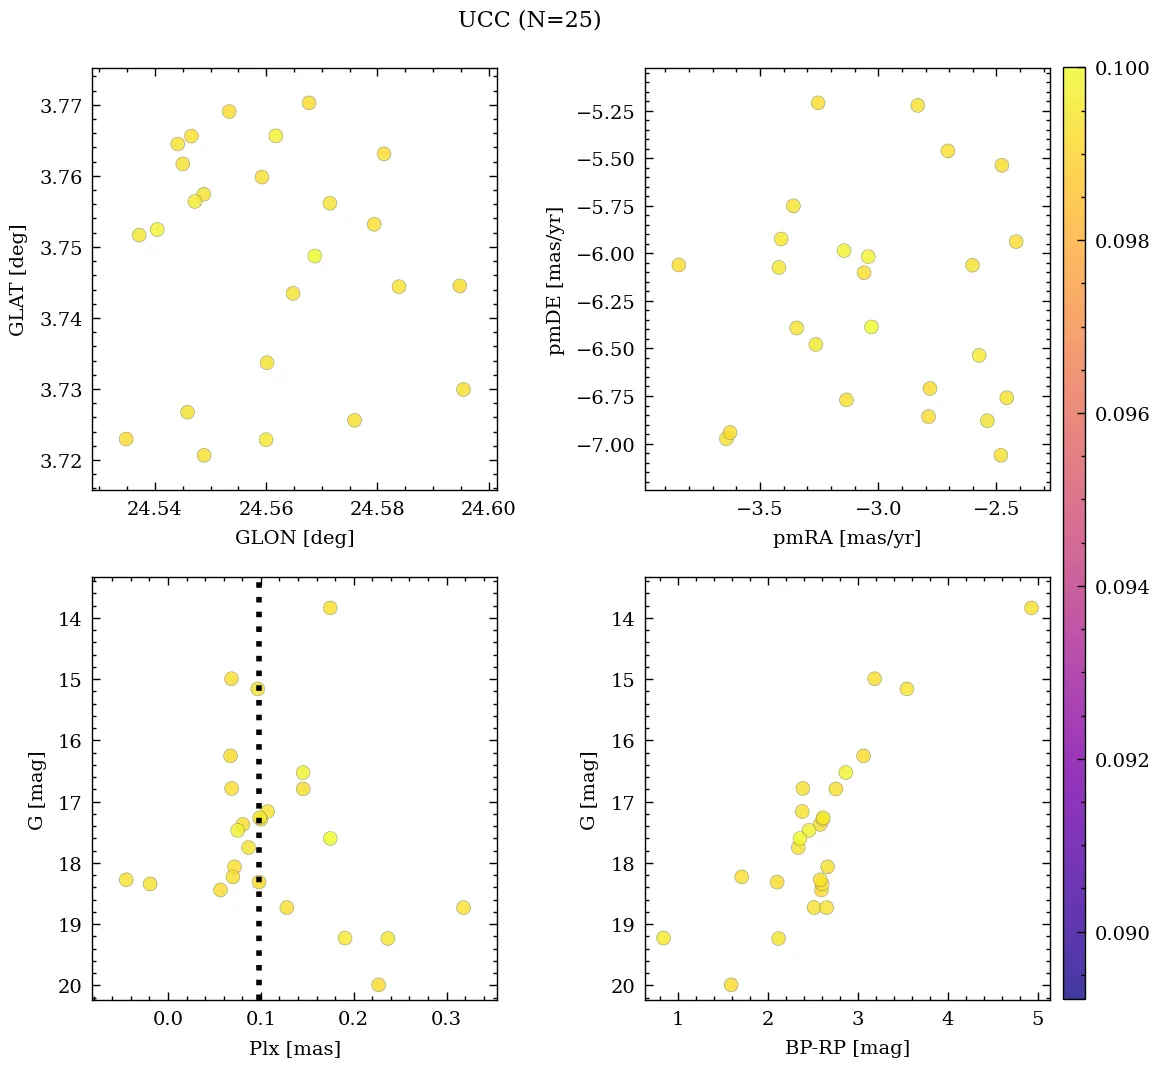 UCC (N=25)
3.77
3.76
3.75
3.74
3.73
3.72
GLAT [deg]
24.54 24.56 24.58 24.60
GLON [deg]
−5.25
−5.50
−5.75
−6.00
−6.25
−6.50
−6.75
−7.00
pmDE [mas/yr]
−3.5 −3.0 −2.5
pmRA [mas/yr]
14
15
16
17
18
19
20
G [mag]
0.0 0.1 0.2 0.3
Plx [mas]
14
15
16
17
18
19
20
G [mag]
1 2 3 4 5
BP-RP [mag]
0.100
0.098
0.096
0.094
0.092
0.090